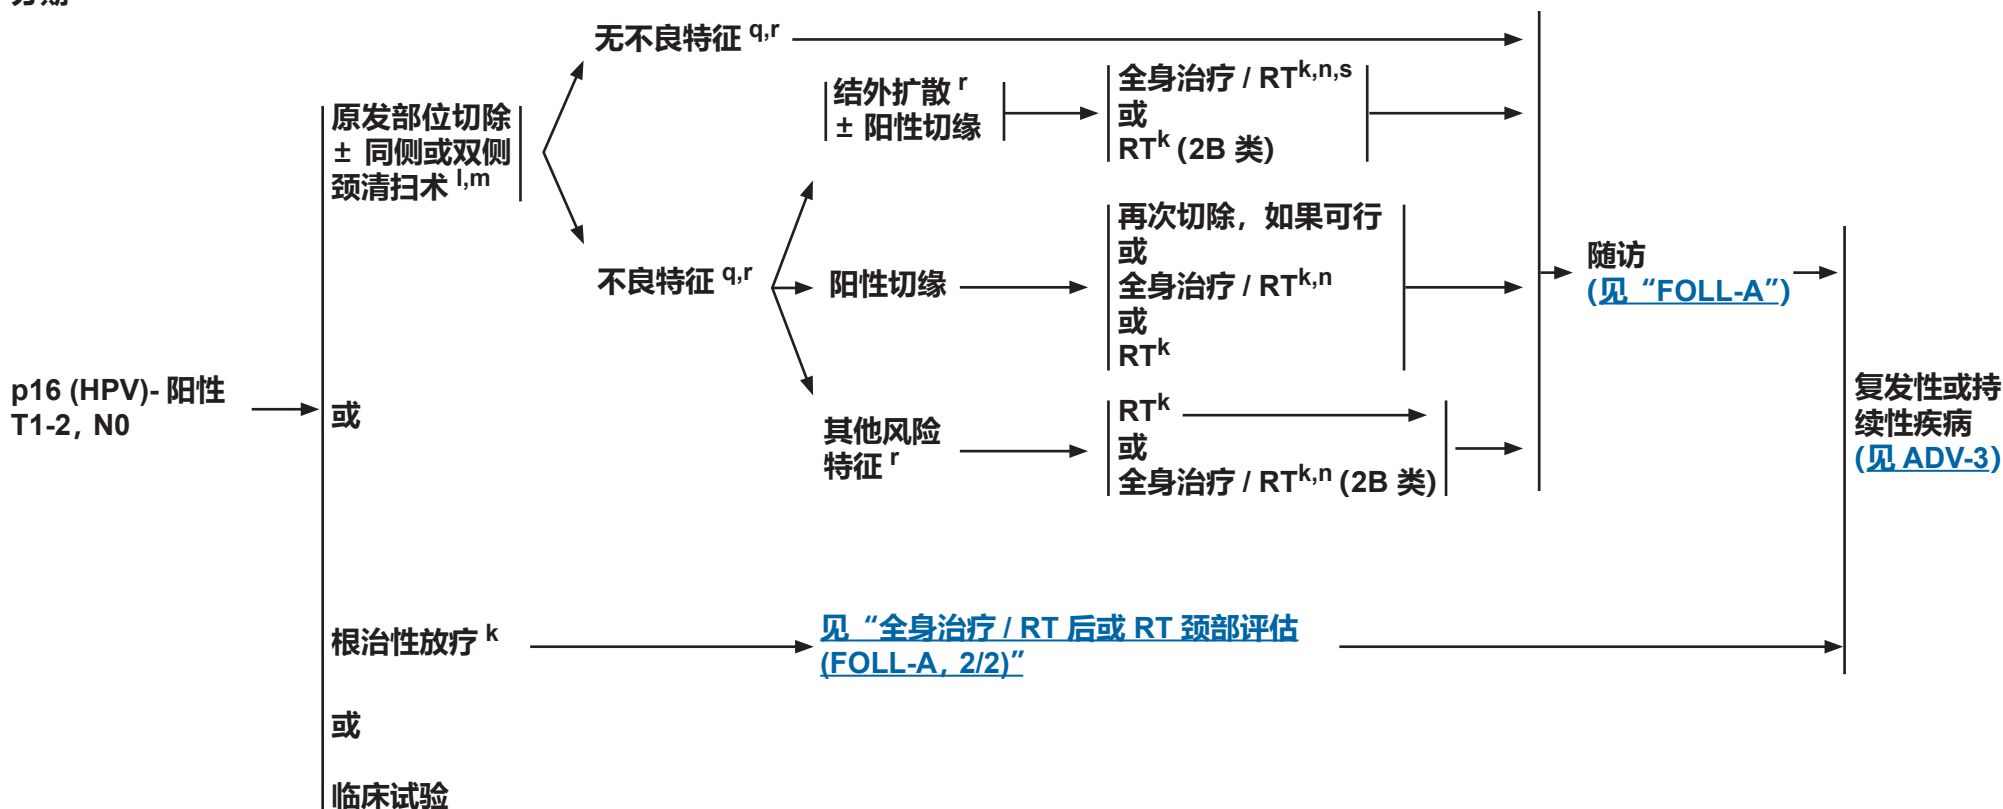 无不良特征 q,r
结外扩散 r
± 阳性切缘
全身治疗 / RTk,n,s
或
RTk (2B 类)
原发部位切除
± 同侧或双侧
颈清扫术 l,m
再次切除，如果可行
或
全身治疗 / RTk,n
或
RTk
不良特征 q,r
阳性切缘
随访
(见 “FOLL-A”)
p16 (HPV)- 阳性
T1-2, N0
或
其他风险
特征 r
RTk
或
全身治疗 / RTk,n (2B 类)
复发性或持
续性疾病
(见 ADV-3)
根治性放疗 k
见 “全身治疗 / RT 后或 RT 颈部评估
(FOLL-A, 2/2)”
或
临床试验